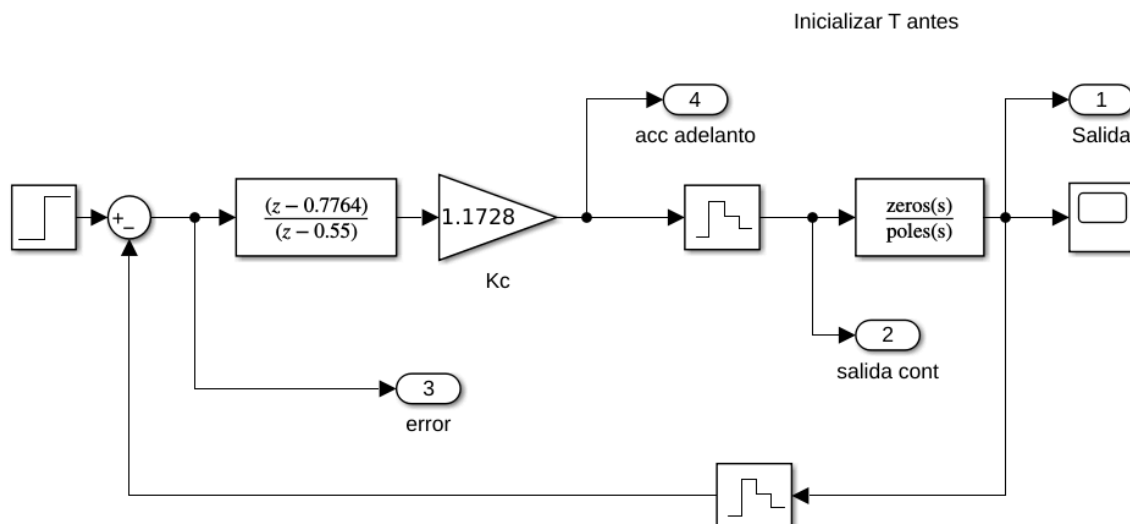 Inicializar T antes
4
acc adelanto
1
Salida
+
−
(z − 0.7764)
(z − 0.55)
1.1728
Kc
zeros(s)
poles(s)
2
salida cont
3
error